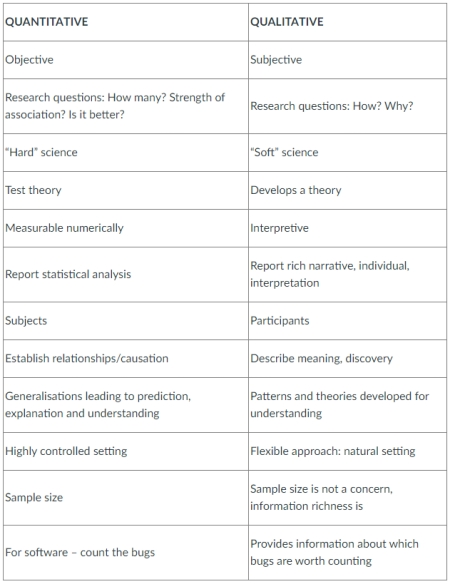 QUANTITATIVE
QUALITATIVE
Objective
Subjective
Research questions: How many? Strength of
association? Is it better?
Research questions: How? Why?
“Hard” science
“Soft” science
Test theory
Develops a theory
Measurable numerically
Interpretive
Report statistical analysis
Report rich narrative, individual,
interpretation
Subjects
Participants
Establish relationships/causation
Describe meaning, discovery
Generalisations leading to prediction,
explanation and understanding
Patterns and theories developed for
understanding
Highly controlled setting
Flexible approach: natural setting
Sample size
Sample size is not a concern,
information richness is
For software – count the bugs
Provides information about which
bugs are worth counting